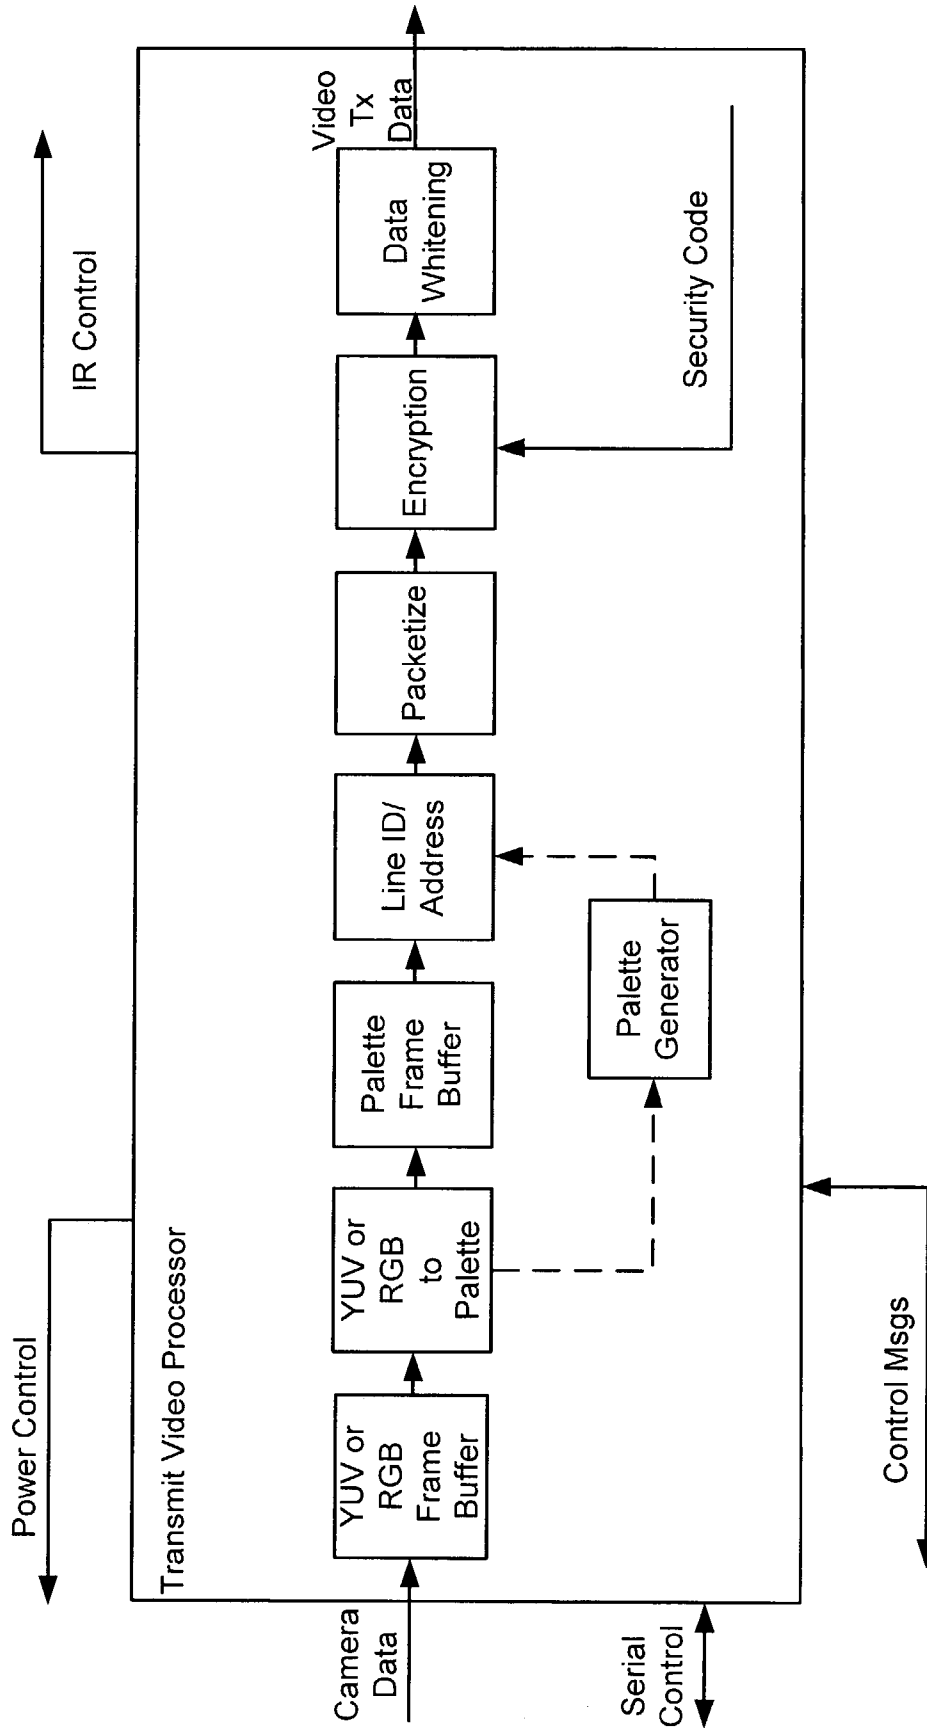 Power Control
IR Control
Transmit Video Processor
Camera
Data
YUV or
RGB
Frame
Buffer
YUV or
RGB
to
Palette
Palette
Frame
Buffer
Line ID/
Address
Packetize
Encryption
Data
Whitening
Video
Tx
Data
Palette
Generator
Security Code
Serial
Control
Control Msgs